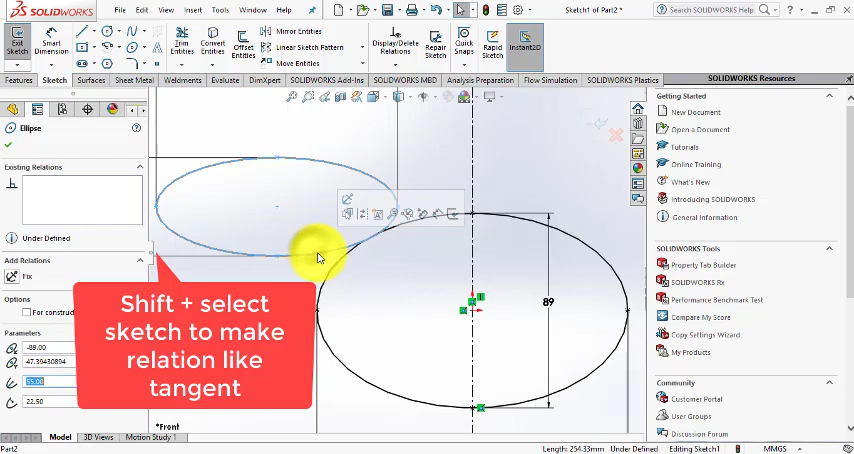 SOLIDWORKS
File
Edit
View
Insert
Tools
Window
Help
Sketch1 of Part2 *
Search SOLIDWORKS Help
Exit Sketch
Smart Dimension
Trim Entities
Convert Entities
Offset Entities
Mirror Entities
Linear Sketch Pattern
Move Entities
Display/Delete Relations
Repair Sketch
Quick Snaps
Rapid Sketch
Instant2D
Features
Sketch
Surfaces
Sheet Metal
Weldments
Evaluate
DimXpert
SOLIDWORKS Add-Ins
SOLIDWORKS MBD
Analysis Preparation
Flow Simulation
SOLIDWORKS Plastics
SOLIDWORKS Resources
Ellipse
Existing Relations
Under Defined
Add Relations
Fix
Options
For constru
Parameters
-89.00
47.39430894
55.00
22.50
Shift + select
sketch to make
relation like
tangent
89
*Front
Getting Started
New Document
Open a Document
Tutorials
Online Training
What's New
Introducing SOLIDWORKS
General Information
SOLIDWORKS Tools
Property Tab Builder
SOLIDWORKS Rx
Performance Benchmark Test
Compare My Score
Copy Settings Wizard
My Products
Community
Customer Portal
User Groups
Discussion Forum
Model
3D Views
Motion Study 1
Part2
Length: 254.33mm
Under Defined
Editing Sketch1
MMGS